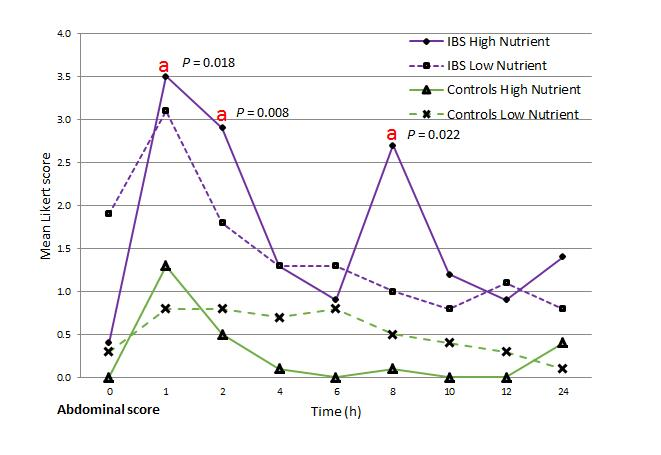 4.0
3.5
3.0
2.5
2.0
1.5
1.0
0.5
0.0
Mean Likert score
a P = 0.018
a P = 0.008
a P = 0.022
IBS High Nutrient
IBS Low Nutrient
Controls High Nutrient
Controls Low Nutrient
0 1 2 4 6 8 10 12 24
Abdominal score
Time (h)